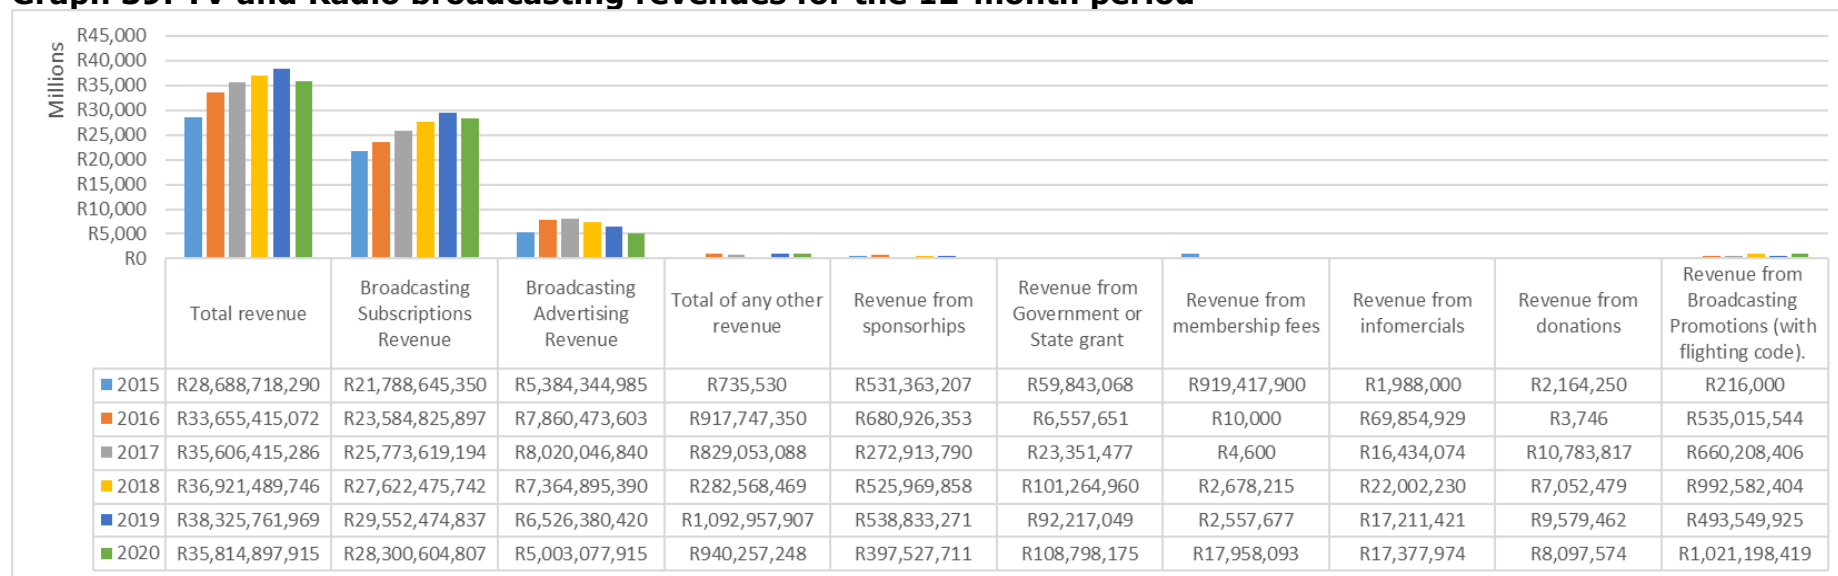 Graph 39: TV and Radio broadcasting revenues for the 12-month period
Millions
R45,000
R40,000
R35,000
R30,000
R25,000
R20,000
R15,000
R10,000
R5,000
R0
Total revenue
Broadcasting
Subscriptions
Revenue
Broadcasting
Advertising
Revenue
Total of any other
revenue
Revenue from
sponsorhips
Revenue from
Government or
State grant
Revenue from
membership fees
Revenue from
infomercials
Revenue from
donations
Revenue from
Broadcasting
Promotions (with
flighting code).
2015 R28,688,718,290 R21,788,645,350 R5,384,344,985 R735,530 R531,363,207 R59,843,068 R919,417,900 R1,988,000 R2,164,250 R216,000
2016 R33,655,415,072 R23,584,825,897 R7,860,473,603 R917,747,350 R680,926,353 R6,557,651 R10,000 R69,854,929 R3,746 R535,015,544
2017 R35,606,415,286 R25,773,619,194 R8,020,046,840 R829,053,088 R272,913,790 R23,351,477 R4,600 R16,434,074 R10,783,817 R660,208,406
2018 R36,921,489,746 R27,622,475,742 R7,364,895,390 R282,568,469 R525,969,858 R101,264,960 R2,678,215 R22,002,230 R7,052,479 R992,582,404
2019 R38,325,761,969 R29,552,474,837 R6,526,380,420 R1,092,957,907 R538,833,271 R92,217,049 R2,557,677 R17,211,421 R9,579,462 R493,549,925
2020 R35,814,897,915 R28,300,604,807 R5,003,077,915 R940,257,248 R397,527,711 R108,798,175 R17,958,093 R17,377,974 R8,097,574 R1,021,198,419